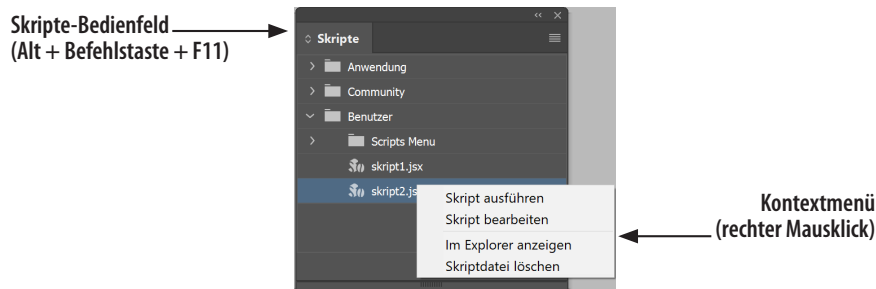 Skripte-Bedienfeld
(Alt + Befehlstaste + F11)
Skripte
Anwendung
Community
Benutzer
Scripts Menu
skript1.jsx
skript2.js
Skript ausführen
Skript bearbeiten
Im Explorer anzeigen
Skriptdatei löschen
Kontextmenü
(rechter Mausklick)